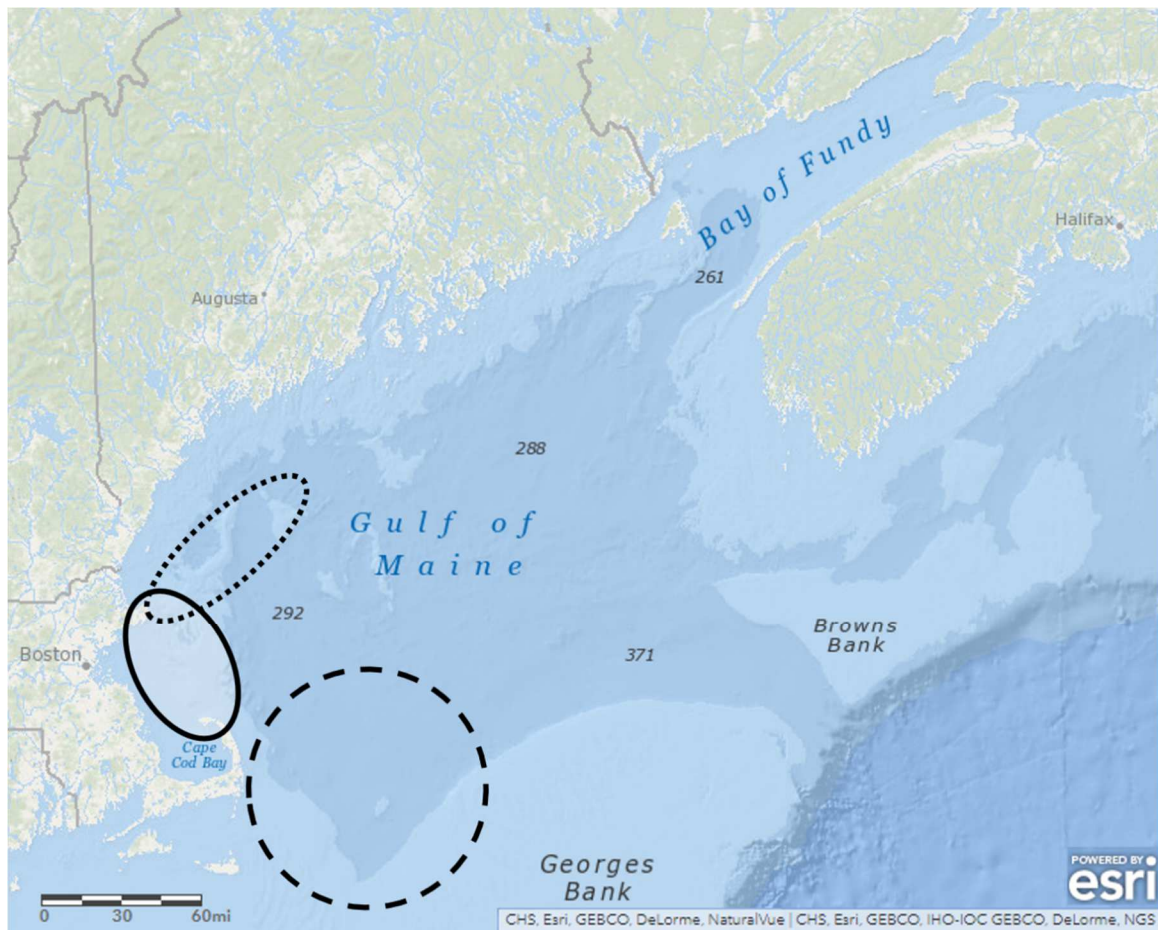 Bay of Fundy
Halifax
261
Augusta
288
Gulf of
Maine
292
Browns
Bank
Boston
371
Cape
Cod Bay
Georges
Bank
POWERED BY
esri
0 30 60mi
CHS, Esri, GEBCO, DeLorme, NaturalVue | CHS, Esri, GEBCO, IHO-IOC GEBCO, DeLorme, NGS